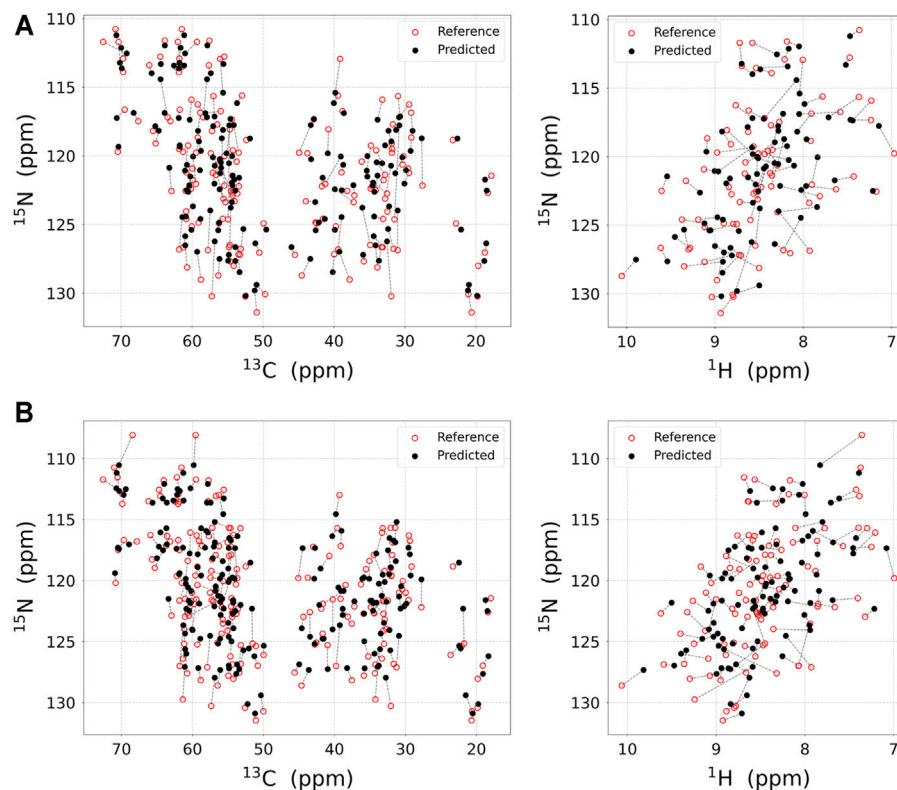 A
Reference
Predicted
110
115
120
125
130
¹⁵N (ppm)
70 60 50 40 30 20
¹³C (ppm)
Reference
Predicted
110
115
120
125
130
¹⁵N (ppm)
10 9 8 7
¹H (ppm)
B
Reference
Predicted
110
115
120
125
130
¹⁵N (ppm)
70 60 50 40 30 20
¹³C (ppm)
Reference
Predicted
110
115
120
125
130
¹⁵N (ppm)
10 9 8 7
¹H (ppm)